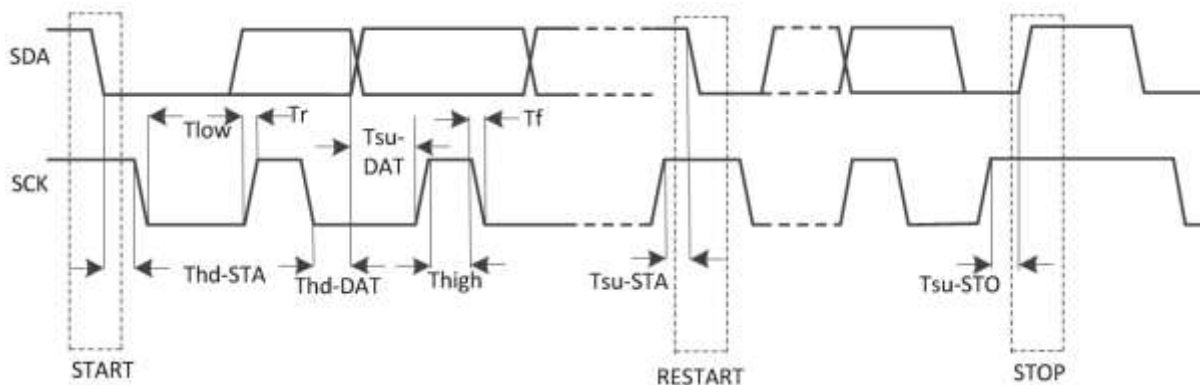 SDA
Tlow
Tr
Tsu-
DAT
Tf
SCK
Thd-STA
Thd-DAT
Thigh
Tsu-STA
Tsu-STO
START
RESTART
STOP